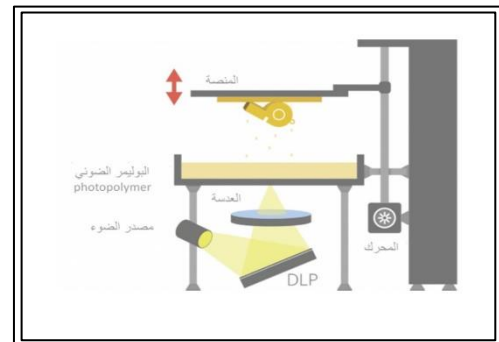 المنصة
البوليمر الضوئي
photopolymer
العدسة
مصدر الضوء
المحرك
DLP